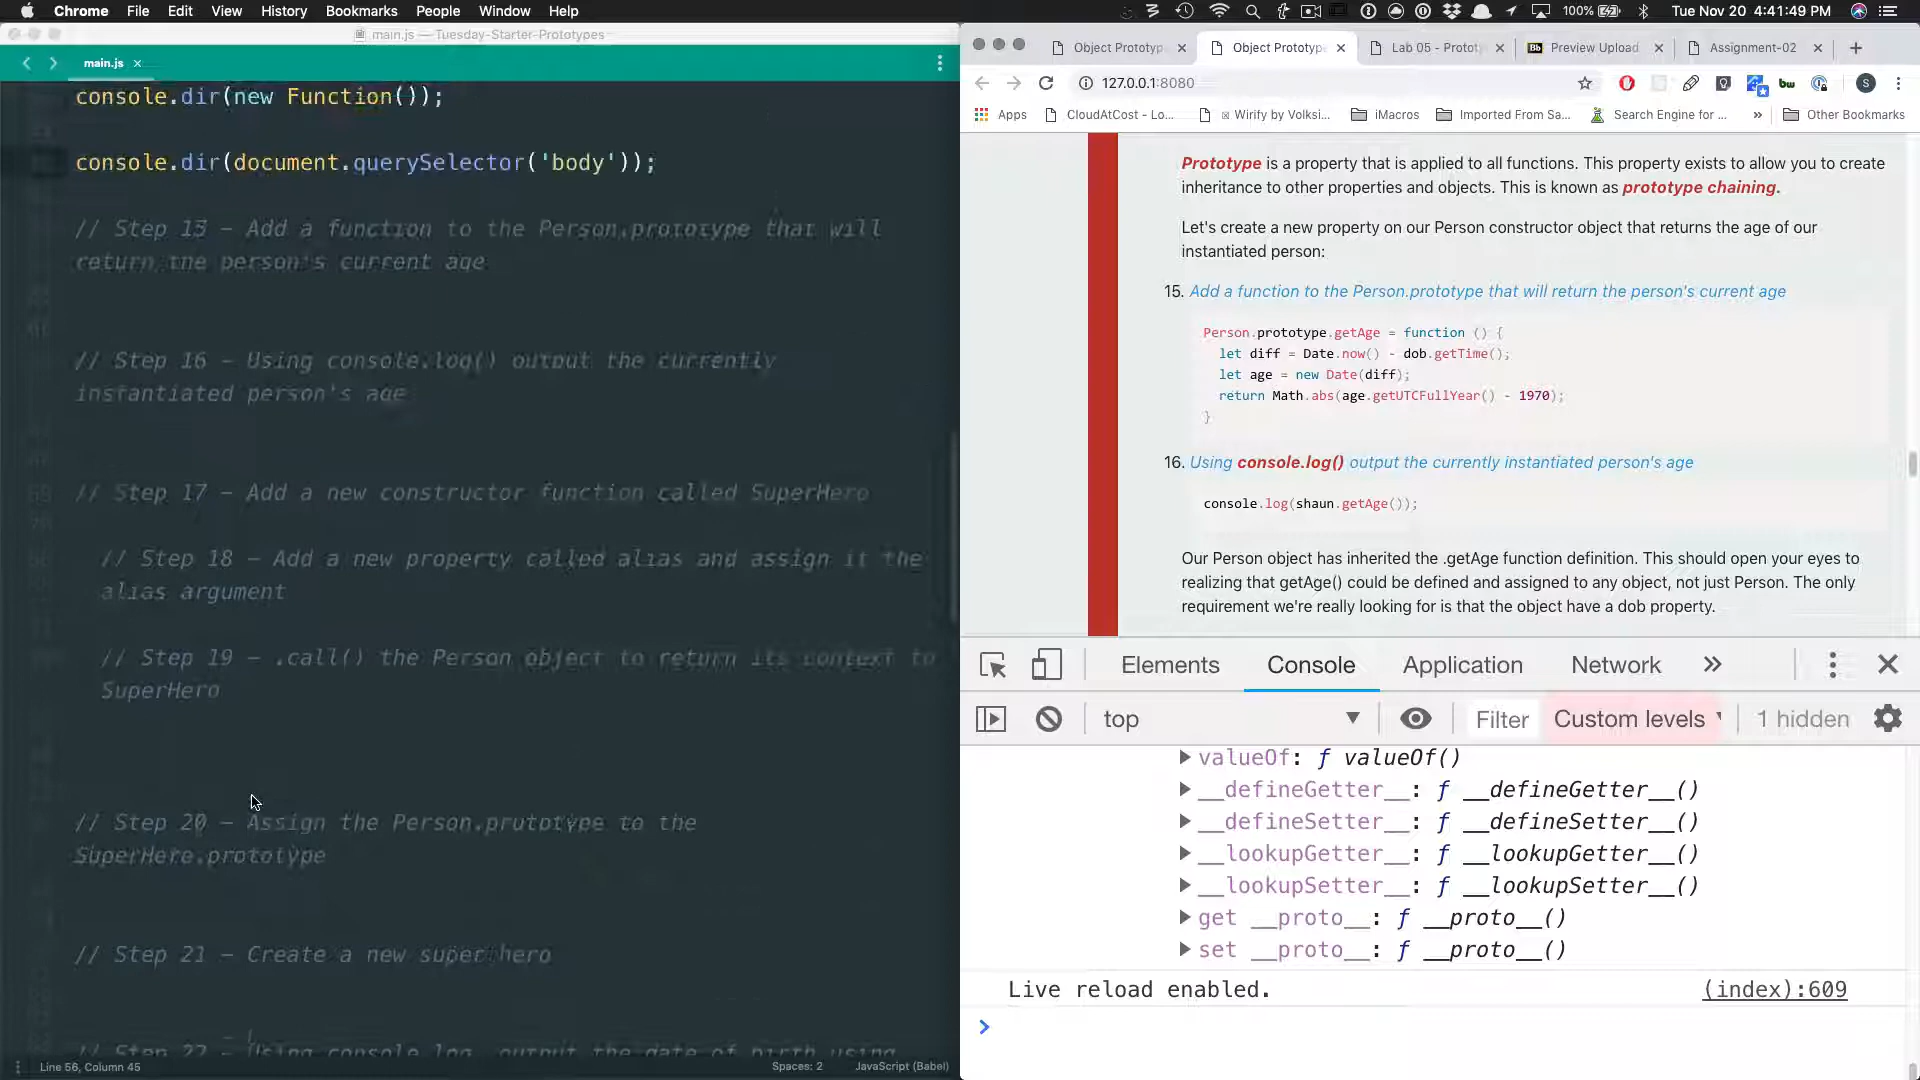 Chrome File Edit View History Bookmarks People Window Help
100% Tue Nov 20 4:41:49 PM
main.js — Tuesday-Starter-Prototypes
main.js ×
console.dir(new Function());
console.dir(document.querySelector('body'));
// Step 13 – Add a function to the Person.prototype that will
return the person's current age
// Step 16 – Using console.log() output the currently
instantiated person's age
// Step 17 – Add a new constructor function called SuperHero
// Step 18 – Add a new property called alias and assign it the
alias argument
// Step 19 – .call() the Person object to return its context to
SuperHero
// Step 20 – Assign the Person.prototype to the
SuperHero.prototype
// Step 21 – Create a new super hero
// Step 22 – Using console.log, output the date of birth using
Line 56, Column 45 Spaces: 2 JavaScript (Babel)
Object Prototyp × Object Prototype × Lab 05 - Protot × Bb Preview Upload × Assignment-02 × +
127.0.0.1:8080
Apps CloudAtCost - Lo... Wirify by Volksi... iMacros Imported From Sa... Search Engine for ... » Other Bookmarks
Prototype is a property that is applied to all functions. This property exists to allow you to create
inheritance to other properties and objects. This is known as prototype chaining.
Let's create a new property on our Person constructor object that returns the age of our
instantiated person:
15. Add a function to the Person.prototype that will return the person's current age
Person.prototype.getAge = function () {
let diff = Date.now() - dob.getTime();
let age = new Date(diff);
return Math.abs(age.getUTCFullYear() - 1970);
}
16. Using console.log() output the currently instantiated person's age
console.log(shaun.getAge());
Our Person object has inherited the .getAge function definition. This should open your eyes to
realizing that getAge() could be defined and assigned to any object, not just Person. The only
requirement we're really looking for is that the object have a dob property.
Elements Console Application Network »
top Filter Custom levels 1 hidden
valueOf: ƒ valueOf()
__defineGetter__: ƒ __defineGetter__()
__defineSetter__: ƒ __defineSetter__()
__lookupGetter__: ƒ __lookupGetter__()
__lookupSetter__: ƒ __lookupSetter__()
get __proto__: ƒ __proto__()
set __proto__: ƒ __proto__()
Live reload enabled. (index):609